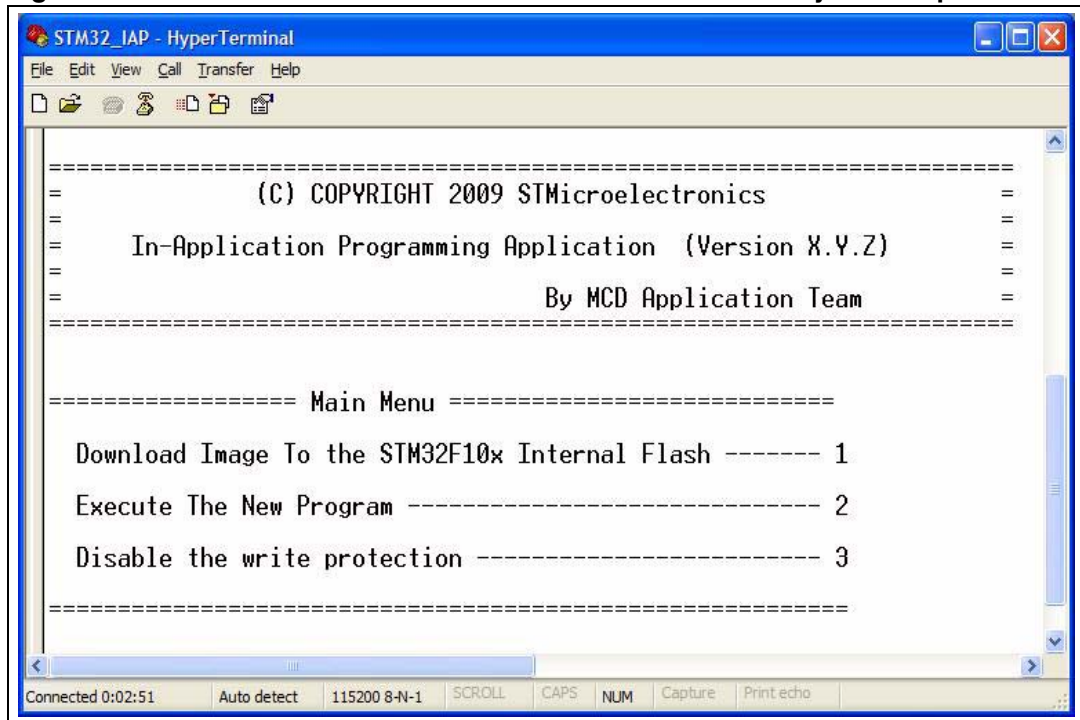 STM32_IAP - HyperTerminal
File Edit View Call Transfer Help
======================================================================
= (C) COPYRIGHT 2009 STMicroelectronics =
= =
= In-Application Programming Application (Version X.Y.Z) =
= =
= By MCD Application Team =
======================================================================
================== Main Menu ============================
Download Image To the STM32F10x Internal Flash ------- 1
Execute The New Program ------------------------------ 2
Disable the write protection ------------------------- 3
==========================================================
Connected 0:02:51 Auto detect 115200 8-N-1 SCROLL CAPS NUM Capture Print echo